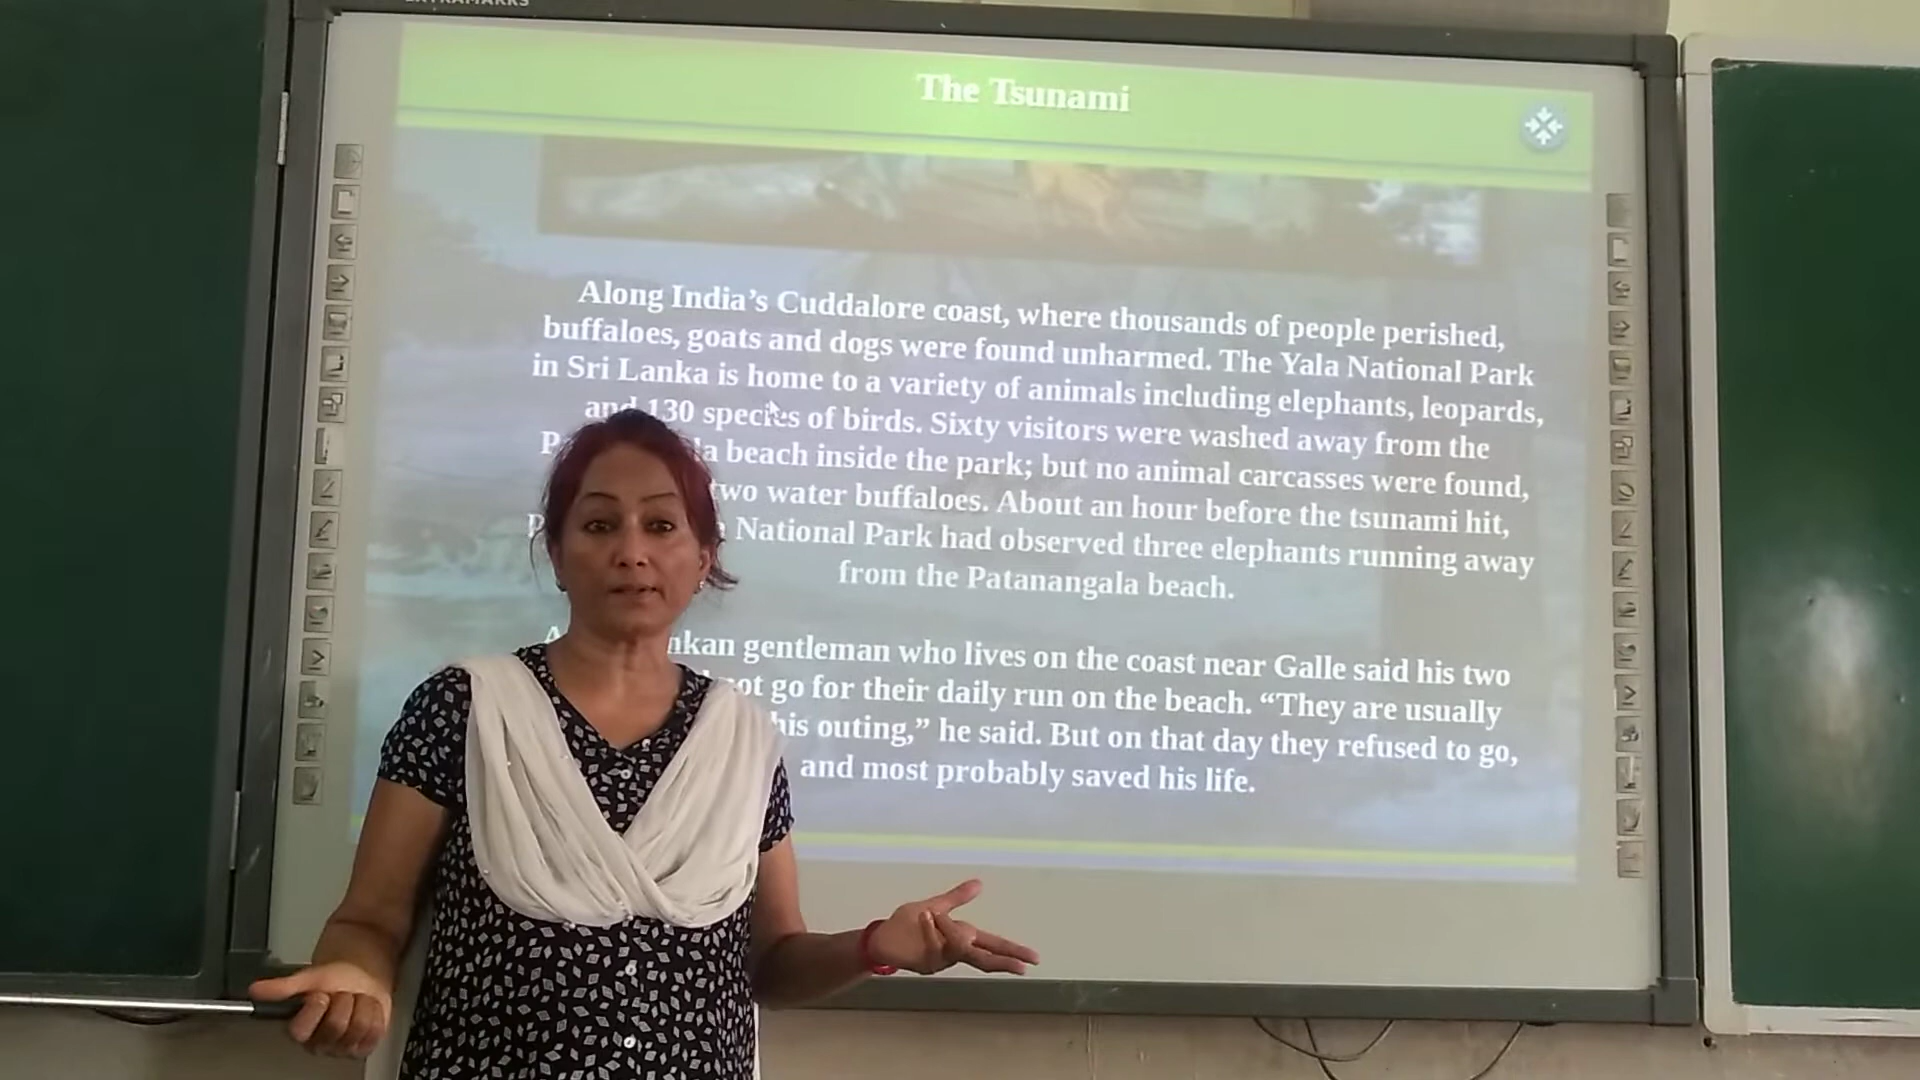 The Tsunami
Along India’s Cuddalore coast, where thousands of people perished,
buffaloes, goats and dogs were found unharmed. The Yala National Park
in Sri Lanka is home to a variety of animals including elephants, leopards,
and 130 species of birds. Sixty visitors were washed away from the
beach inside the park; but no animal carcasses were found,
two water buffaloes. About an hour before the tsunami hit,
National Park had observed three elephants running away
from the Patanangala beach.
gentleman who lives on the coast near Galle said his two
go for their daily run on the beach. “They are usually
his outing,” he said. But on that day they refused to go,
and most probably saved his life.